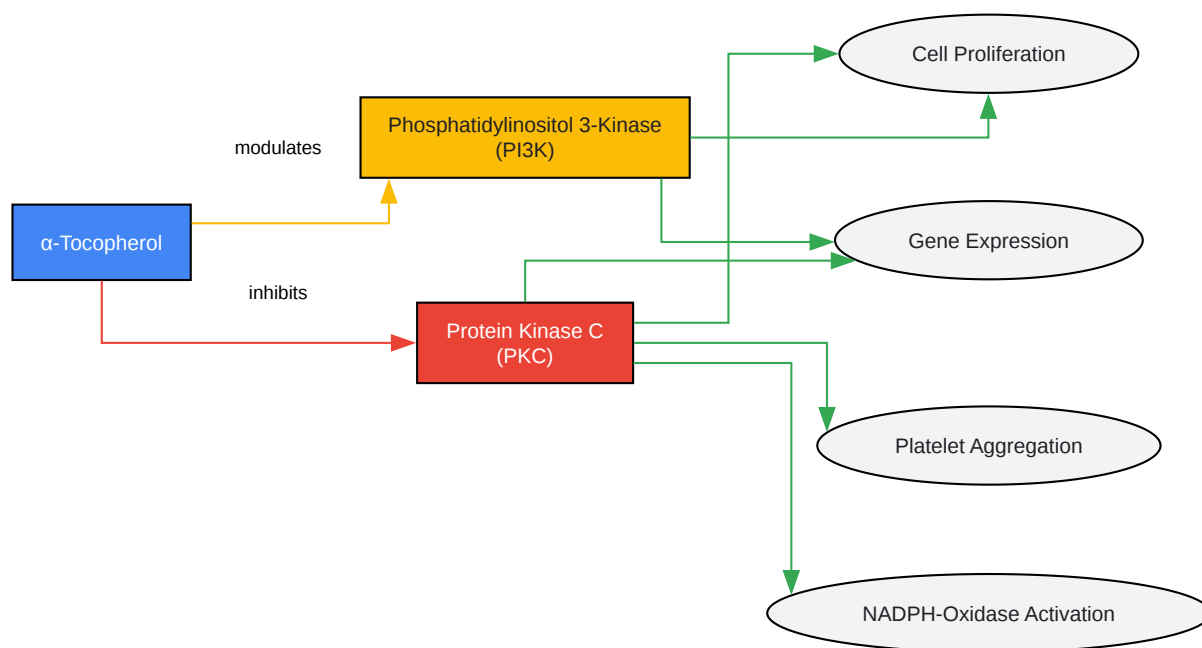 Cell Proliferation
Phosphatidylinositol 3-Kinase
(PI3K)
modulates
α-Tocopherol
Gene Expression
inhibits
Protein Kinase C
(PKC)
Platelet Aggregation
NADPH-Oxidase Activation